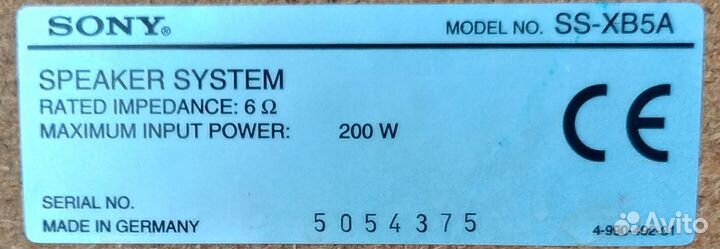 SONY® MODEL NO. SS-XB5A
SPEAKER SYSTEM
RATED IMPEDANCE: 6 Ω
MAXIMUM INPUT POWER: 200 W
CE
SERIAL NO.
MADE IN GERMANY 5054375
Avito